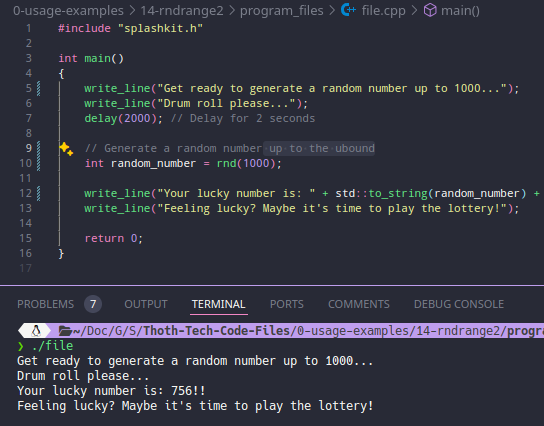 0-usage-examples > 14-rndrange2 > program_files > file.cpp > main()
1 #include "splashkit.h"
2
3 int main()
4 {
5 write_line("Get ready to generate a random number up to 1000...");
6 write_line("Drum roll please...");
7 delay(2000); // Delay for 2 seconds
8
9 // Generate a random number·up·to·the·ubound
10 int random_number = rnd(1000);
11
12 write_line("Your lucky number is: " + std::to_string(random_number) +
13 write_line("Feeling lucky? Maybe it's time to play the lottery!");
14
15 return 0;
16 }
17
PROBLEMS 7 OUTPUT TERMINAL PORTS COMMENTS DEBUG CONSOLE
~/Doc/G/S/Thoth-Tech-Code-Files/0-usage-examples/14-rndrange2/progra
❯ ./file
Get ready to generate a random number up to 1000...
Drum roll please...
Your lucky number is: 756!!
Feeling lucky? Maybe it's time to play the lottery!